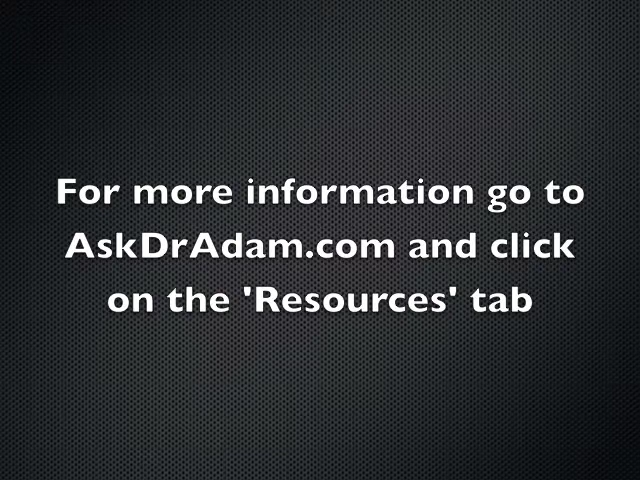 For more information go to
AskDrAdam.com and click
on the 'Resources' tab